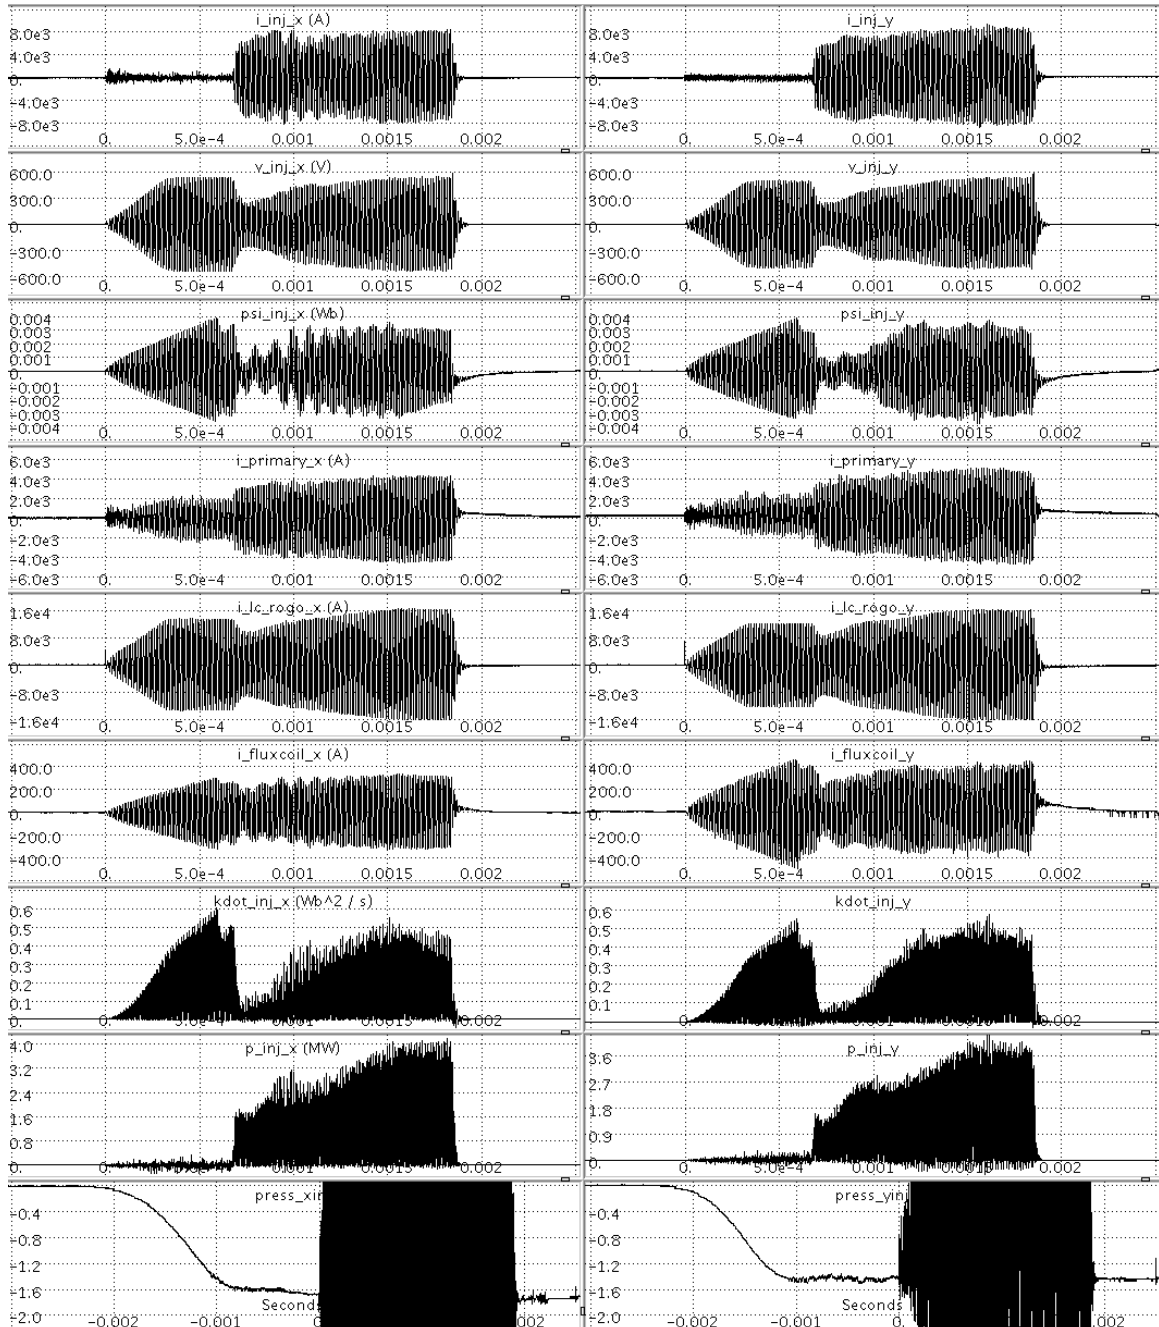 i_inj_x (A)
8.0e3
4.0e3
0.
-4.0e3
-8.0e3
0. 5.0e-4 0.001 0.0015 0.002
i_inj_y
8.0e3
4.0e3
0.
-4.0e3
-8.0e3
0. 5.0e-4 0.001 0.0015 0.002
v_inj_x (V)
600.0
300.0
0.
-300.0
-600.0
0. 5.0e-4 0.001 0.0015 0.002
v_inj_y
600.0
300.0
0.
-300.0
-600.0
0. 5.0e-4 0.001 0.0015 0.002
psi_inj_x (Wb)
0.004
0.003
0.002
0.001
0.
-0.001
-0.002
-0.003
-0.004
0. 5.0e-4 0.001 0.0015 0.002
psi_inj_y
0.004
0.003
0.002
0.001
0.
-0.001
-0.002
-0.003
-0.004
0. 5.0e-4 0.001 0.0015 0.002
i_primary_x (A)
6.0e3
4.0e3
2.0e3
0.
-2.0e3
-4.0e3
-6.0e3
0. 5.0e-4 0.001 0.0015 0.002
i_primary_y
6.0e3
4.0e3
2.0e3
0.
-2.0e3
-4.0e3
-6.0e3
0. 5.0e-4 0.001 0.0015 0.002
i_lc_rogo_x (A)
1.6e4
8.0e3
0.
-8.0e3
-1.6e4
0. 5.0e-4 0.001 0.0015 0.002
i_lc_rogo_y
1.6e4
8.0e3
0.
-8.0e3
-1.6e4
0. 5.0e-4 0.001 0.0015 0.002
i_fluxcoil_x (A)
400.0
200.0
0.
-200.0
-400.0
0. 5.0e-4 0.001 0.0015 0.002
i_fluxcoil_y
400.0
200.0
0.
-200.0
-400.0
0. 5.0e-4 0.001 0.0015 0.002
kdot_inj_x (Wb^2 / s)
0.6
0.5
0.4
0.3
0.2
0.1
0.
0.002
kdot_inj_y
0.6
0.5
0.4
0.3
0.2
0.1
0.
0.002
p_inj_x (MW)
4.0
3.2
2.4
1.6
0.8
0.
0. 5.0e-4 0.001 0.0015 0.002
p_inj_y
3.6
2.7
1.8
0.9
0.
0. 5.0e-4 0.001 0.0015 0.002
press_xin
-0.4
-0.8
-1.2
-1.6
-2.0
Seconds
-0.002 -0.001 0. 0.002
press_yinj
-0.4
-0.8
-1.2
-1.6
-2.0
Seconds
-0.002 -0.001 0. 0.002